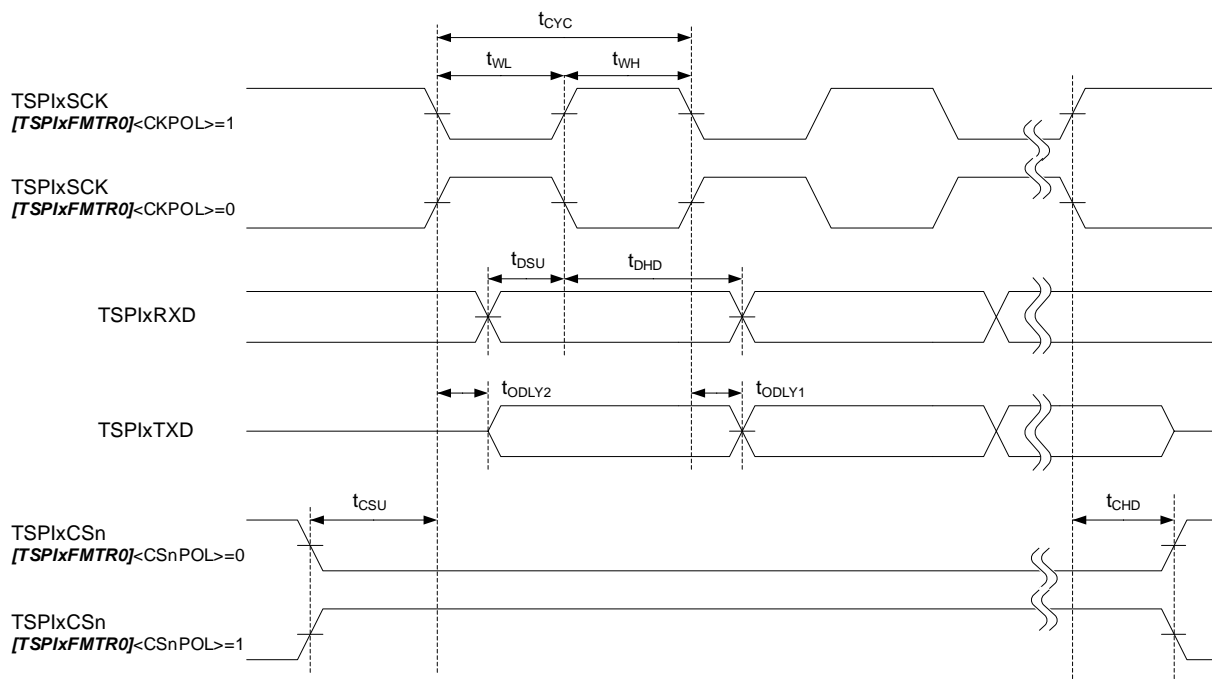 tCYC
tWL
tWH
TSPIxSCK
[TSPIxFMTR0]<CKPOL>=1
TSPIxSCK
[TSPIxFMTR0]<CKPOL>=0
tDSU
tDHD
TSPIxRXD
tODLY2
tODLY1
TSPIxTXD
tCSU
tCHD
TSPIxCSn
[TSPIxFMTR0]<CSnPOL>=0
TSPIxCSn
[TSPIxFMTR0]<CSnPOL>=1